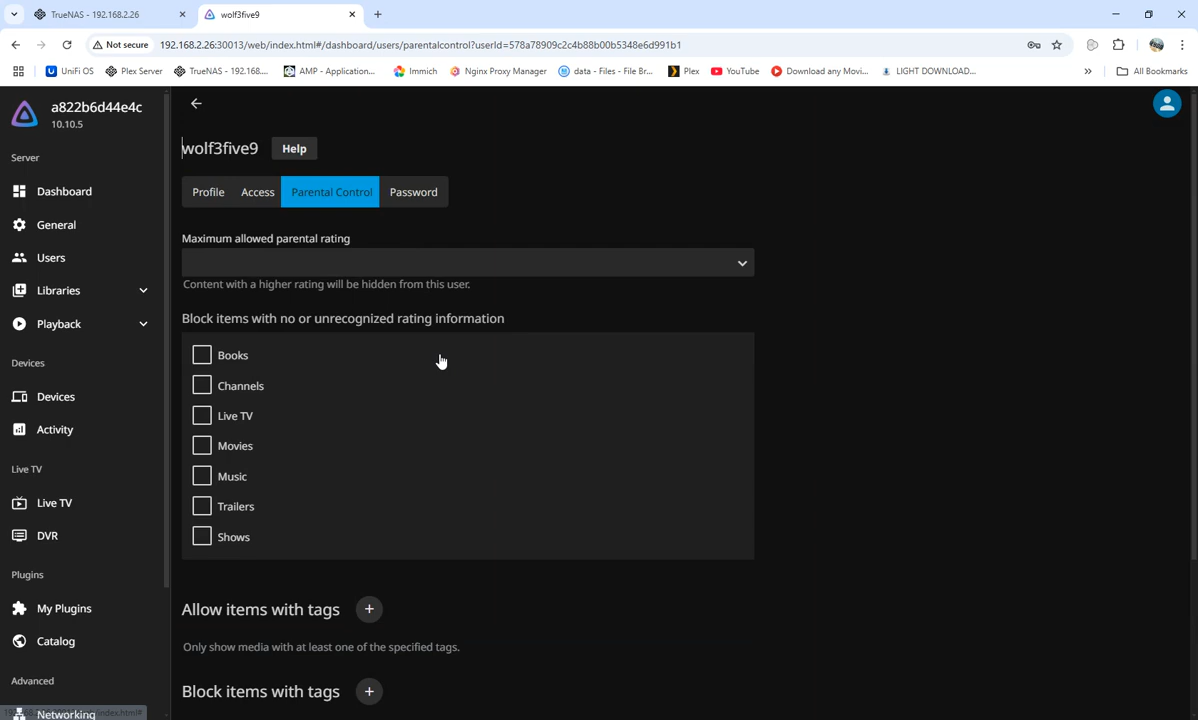 TrueNAS - 192.168.2.26
wolf3five9
Not secure
192.168.2.26:30013/web/index.html#/dashboard/users/parentalcontrol?userId=578a78909c2c4b88b00b5348e6d991b1
UniFi OS
Plex Server
TrueNAS - 192.168....
AMP - Application...
Immich
Nginx Proxy Manager
data - Files - File Br...
Plex
YouTube
Download any Movi...
LIGHT DOWNLOAD...
All Bookmarks
a822b6d44e4c
10.10.5
Server
Dashboard
General
Users
Libraries
Playback
Devices
Devices
Activity
Live TV
Live TV
DVR
Plugins
My Plugins
Catalog
Advanced
Networking
wolf3five9
Help
Profile
Access
Parental Control
Password
Maximum allowed parental rating
Content with a higher rating will be hidden from this user.
Block items with no or unrecognized rating information
Books
Channels
Live TV
Movies
Music
Trailers
Shows
Allow items with tags
Only show media with at least one of the specified tags.
Block items with tags